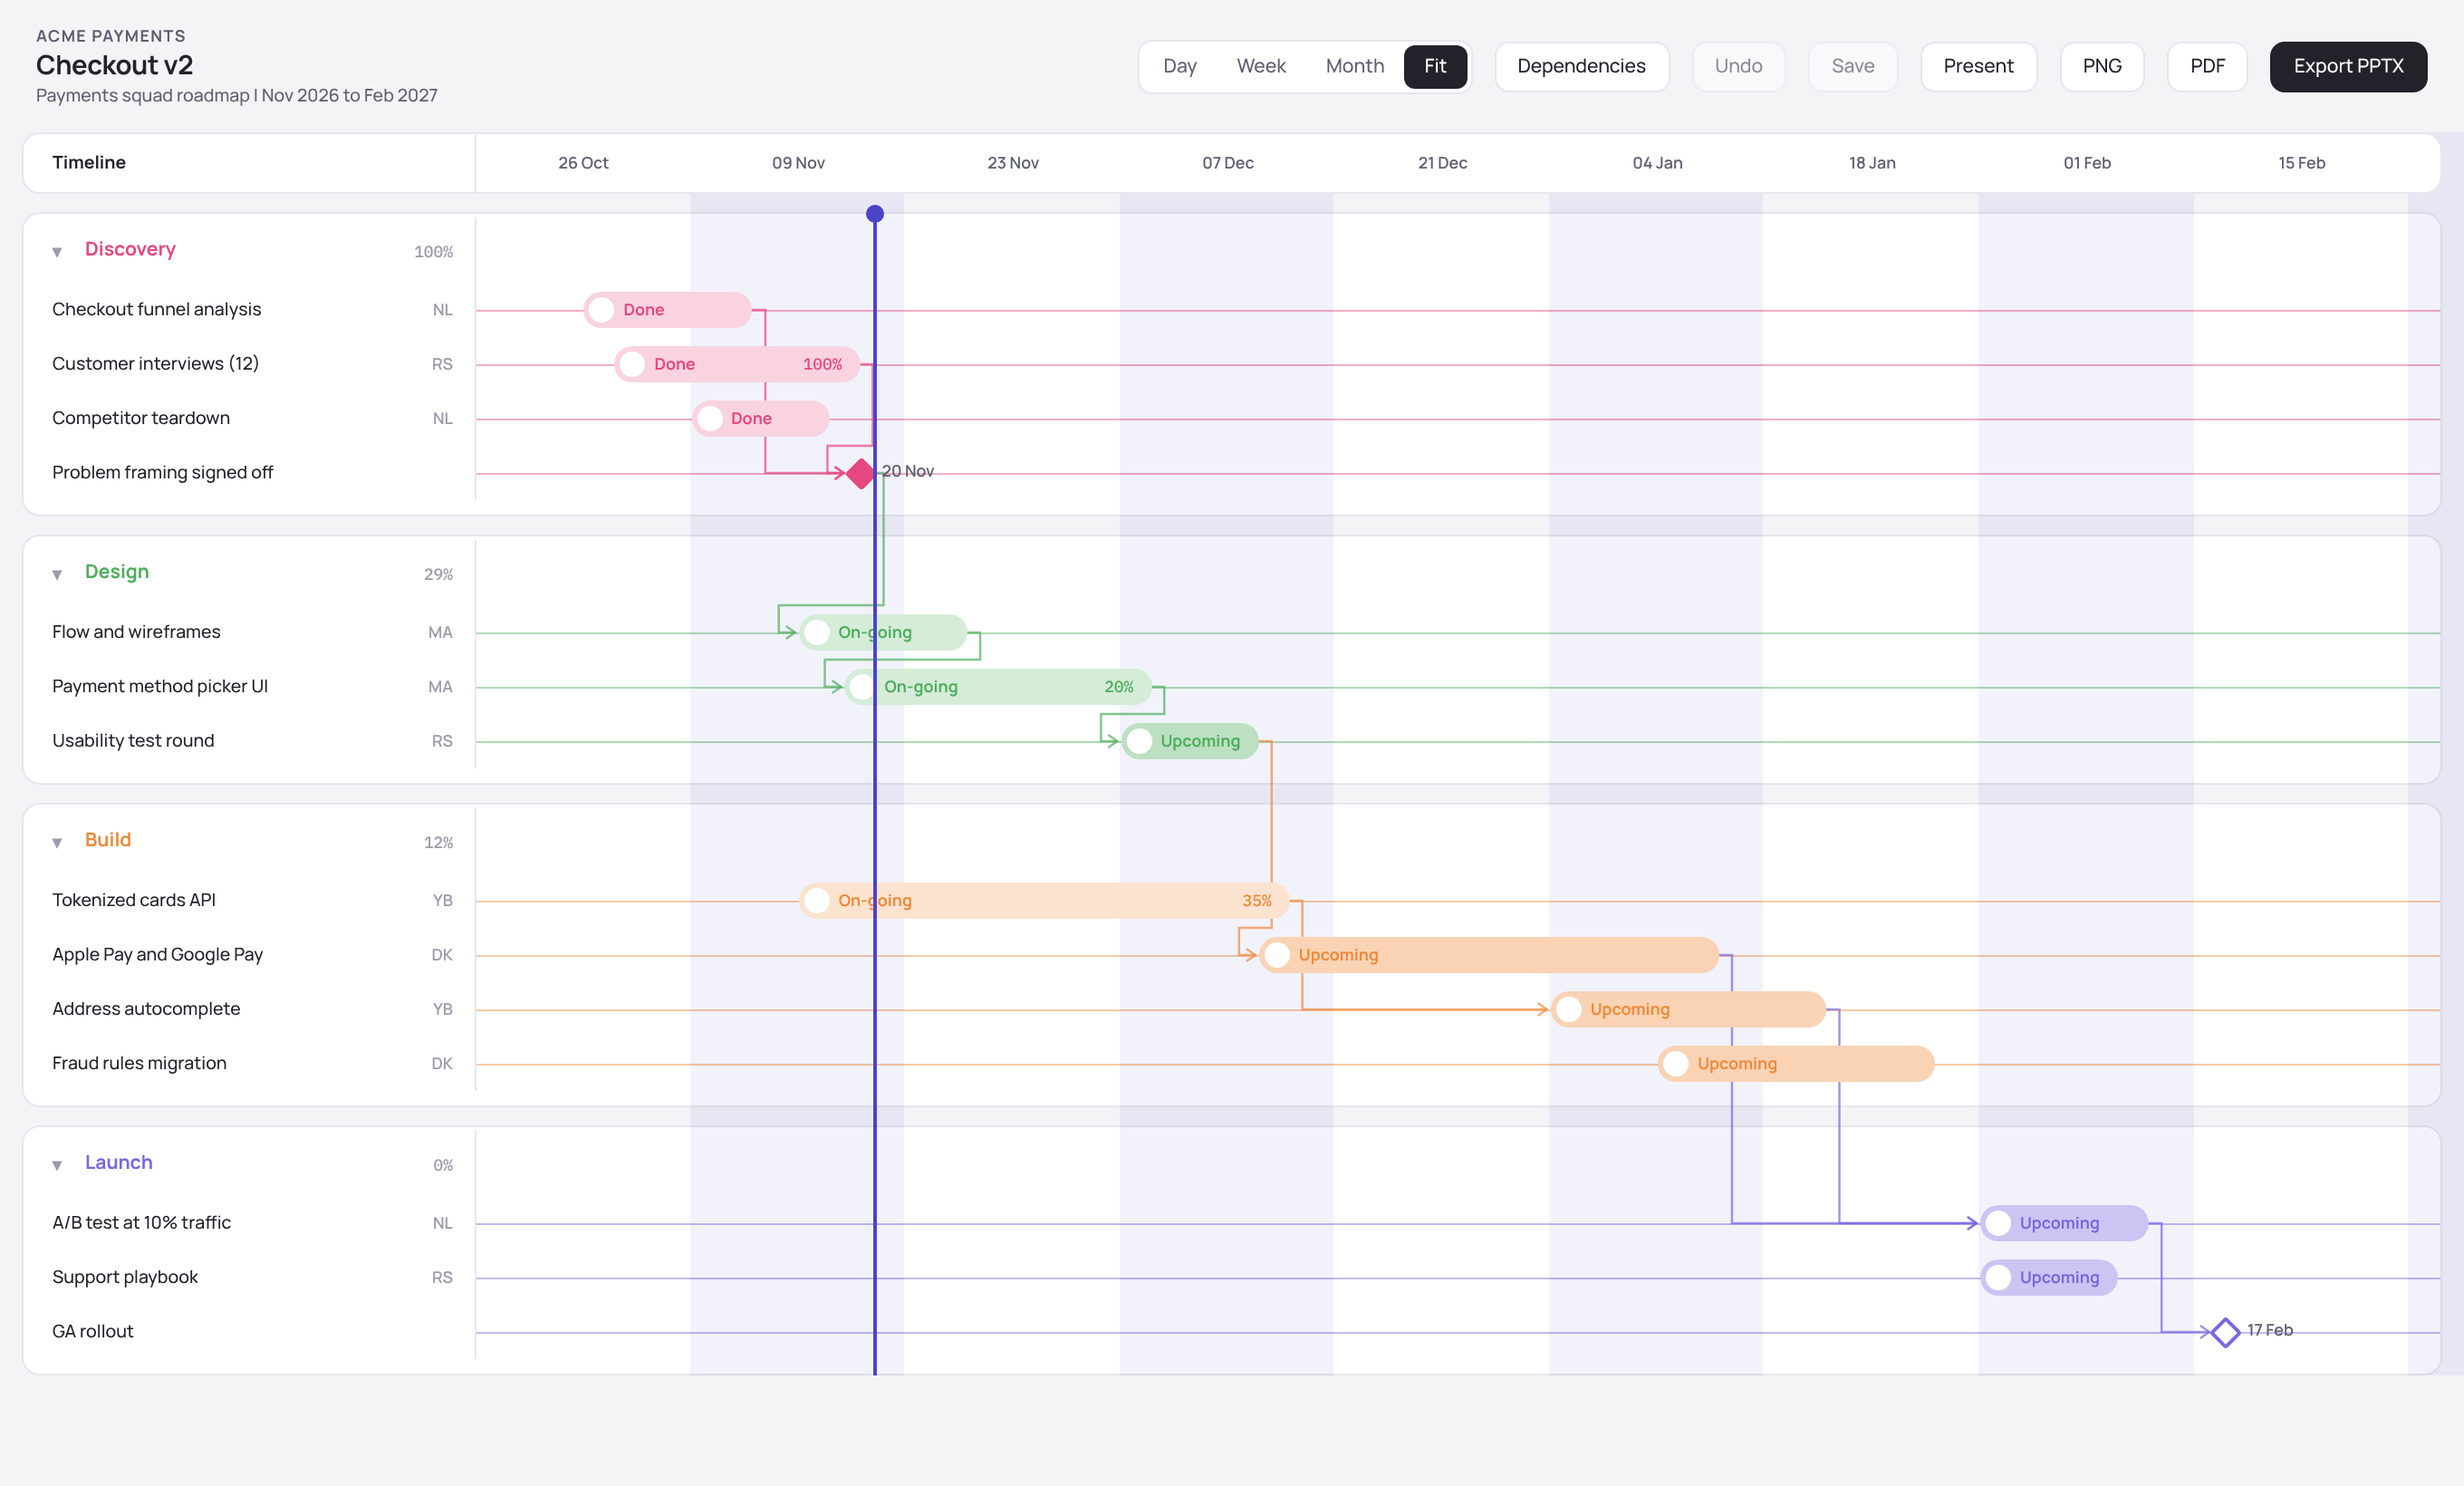 ACME PAYMENTS
Checkout v2
Payments squad roadmap | Nov 2026 to Feb 2027
Day Week Month Fit Dependencies Undo Save Present PNG PDF Export PPTX
Timeline 26 Oct 09 Nov 23 Nov 07 Dec 21 Dec 04 Jan 18 Jan 01 Feb 15 Feb
Discovery 100%
Checkout funnel analysis NL Done
Customer interviews (12) RS Done 100%
Competitor teardown NL Done
Problem framing signed off 20 Nov
Design 29%
Flow and wireframes MA On-going
Payment method picker UI MA On-going 20%
Usability test round RS Upcoming
Build 12%
Tokenized cards API YB On-going 35%
Apple Pay and Google Pay DK Upcoming
Address autocomplete YB Upcoming
Fraud rules migration DK Upcoming
Launch 0%
A/B test at 10% traffic NL Upcoming
Support playbook RS Upcoming
GA rollout 17 Feb